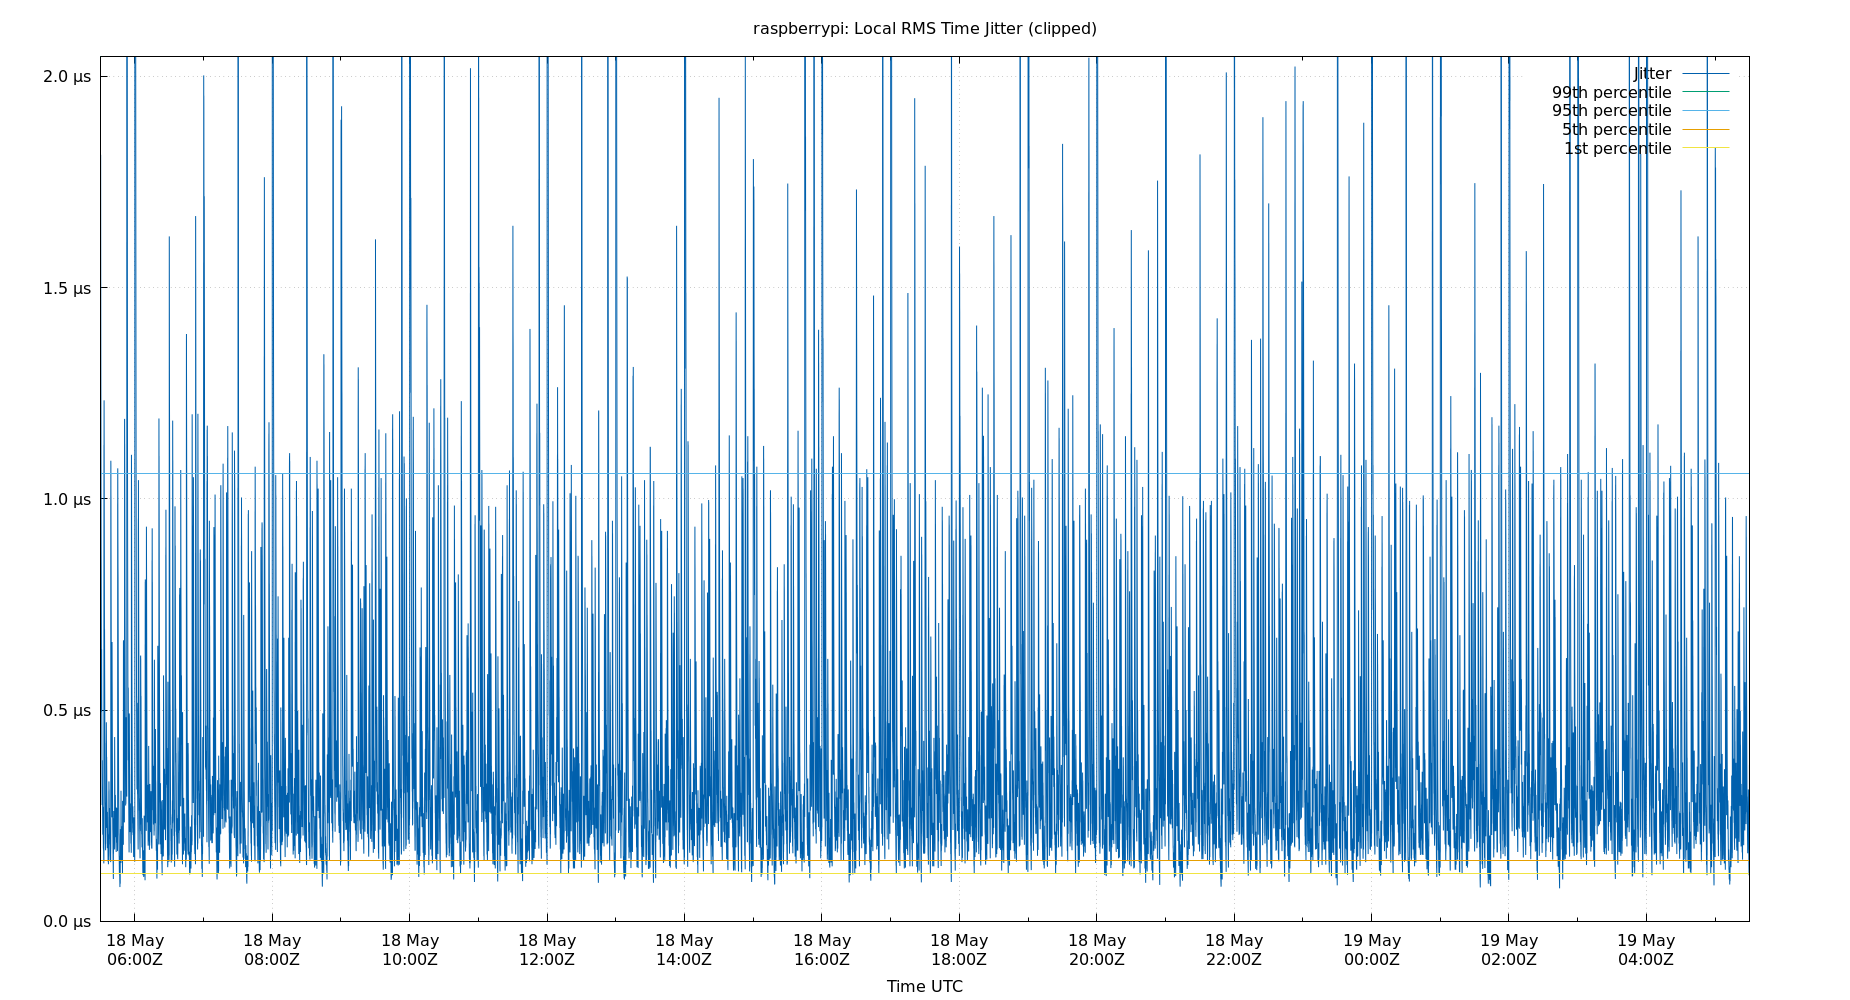 raspberrypi: Local RMS Time Jitter (clipped)
2.0 µs
1.5 µs
1.0 µs
0.5 µs
0.0 µs
Jitter
99th percentile
95th percentile
5th percentile
1st percentile
18 May 18 May 18 May 18 May 18 May 18 May 18 May 18 May 18 May 19 May 19 May 19 May
06:00Z 08:00Z 10:00Z 12:00Z 14:00Z 16:00Z 18:00Z 20:00Z 22:00Z 00:00Z 02:00Z 04:00Z
Time UTC